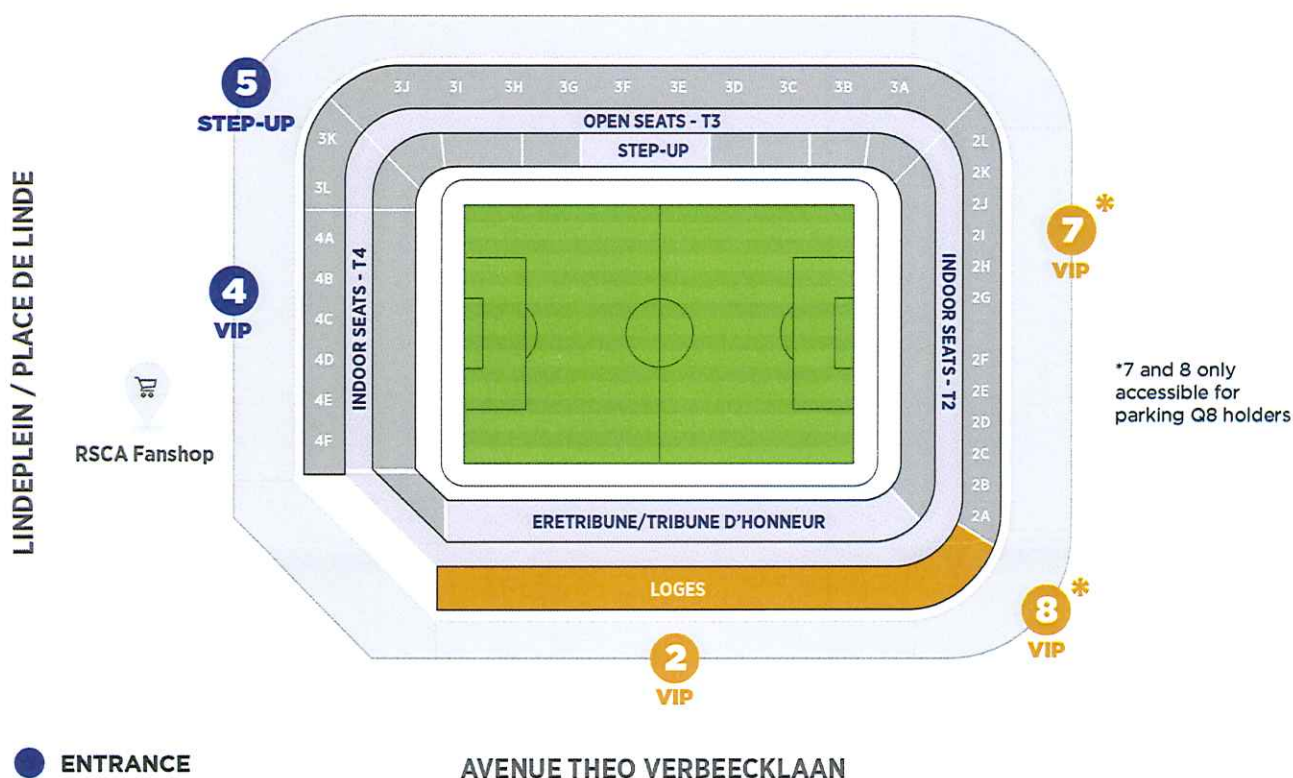 5
STEP-UP
3J
3I
3H
3G
3F
3E
3D
3C
3B
3A
OPEN SEATS - T3
STEP-UP
3K
3L
4A
4B
4C
4D
4E
4F
INDOOR SEATS - T4
2L
2K
2J
2I
2H
2G
2F
2E
2D
2C
2B
2A
INDOOR SEATS - T2
LINDEPLEIN / PLACE DE LINDE
4
VIP
RSCA Fanshop
7*
VIP
*7 and 8 only
accessible for
parking Q8 holders
ERETRIBUNE/TRIBUNE D'HONNEUR
LOGES
8*
VIP
2
VIP
ENTRANCE
AVENUE THEO VERBEECKLAAN